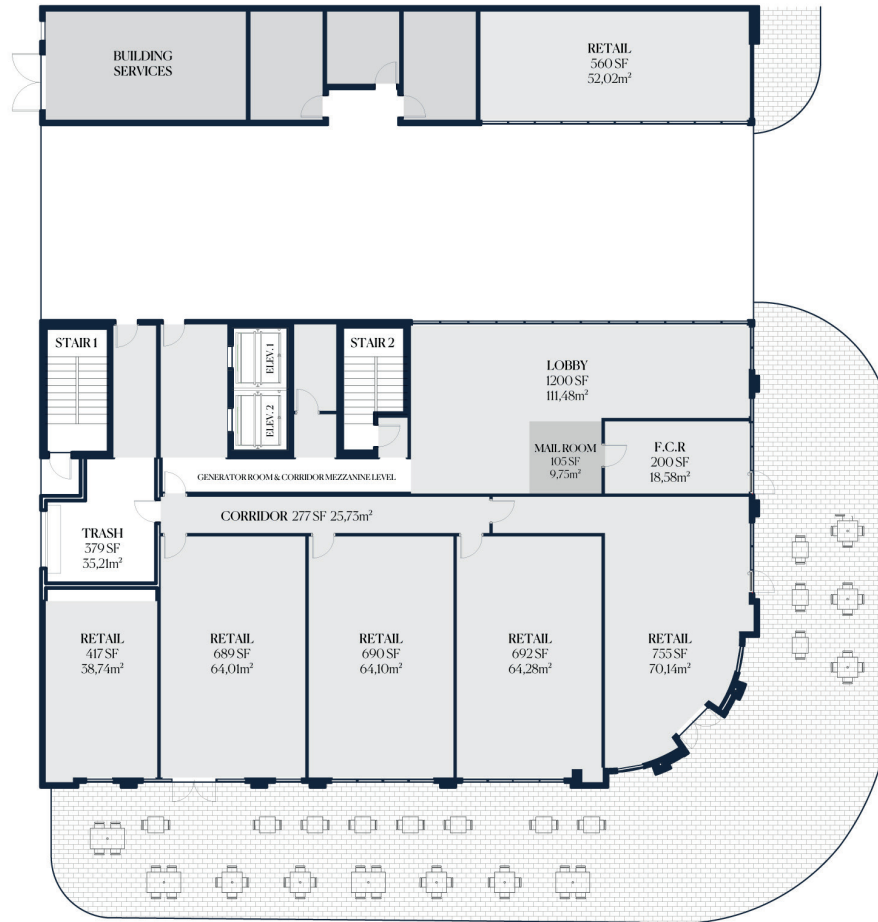 BUILDING
SERVICES
RETAIL
560 SF
52,02m²
STAIR 1
ELEV. 1
ELEV. 2
STAIR 2
LOBBY
1200 SF
111,48m²
MAIL ROOM
105 SF
9,75m²
F.C.R
200 SF
18,58m²
GENERATOR ROOM & CORRIDOR MEZZANINE LEVEL
CORRIDOR 277 SF 25,73m²
TRASH
379 SF
35,21m²
RETAIL
417 SF
38,74m²
RETAIL
689 SF
64,01m²
RETAIL
690 SF
64,10m²
RETAIL
692 SF
64,28m²
RETAIL
755 SF
70,14m²